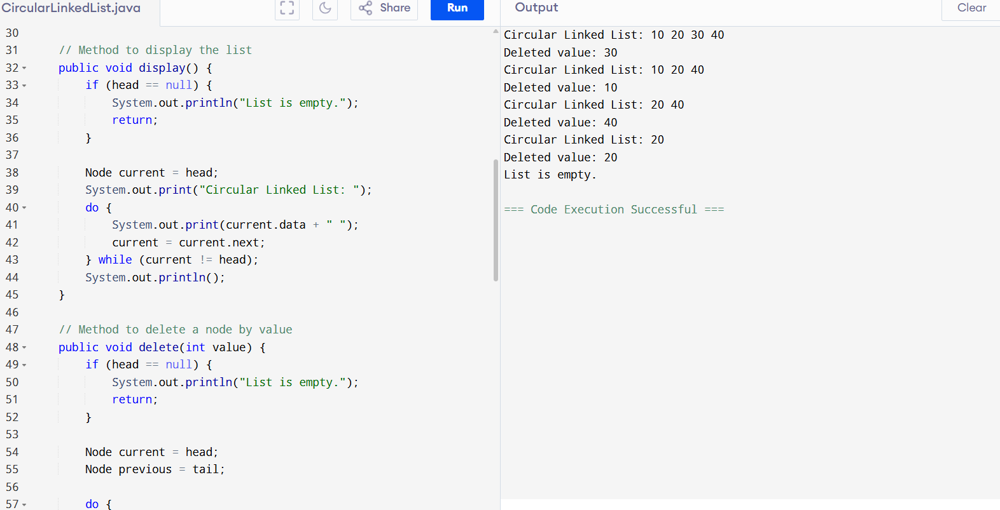 CircularLinkedList.java
Share
Run
30
31 // Method to display the list
32 public void display() {
33 if (head == null) {
34 System.out.println("List is empty.");
35 return;
36 }
37
38 Node current = head;
39 System.out.print("Circular Linked List: ");
40 do {
41 System.out.print(current.data + " ");
42 current = current.next;
43 } while (current != head);
44 System.out.println();
45 }
46
47 // Method to delete a node by value
48 public void delete(int value) {
49 if (head == null) {
50 System.out.println("List is empty.");
51 return;
52 }
53
54 Node current = head;
55 Node previous = tail;
56
57 do {
Output
Clear
Circular Linked List: 10 20 30 40
Deleted value: 30
Circular Linked List: 10 20 40
Deleted value: 10
Circular Linked List: 20 40
Deleted value: 40
Circular Linked List: 20
Deleted value: 20
List is empty.
=== Code Execution Successful ===